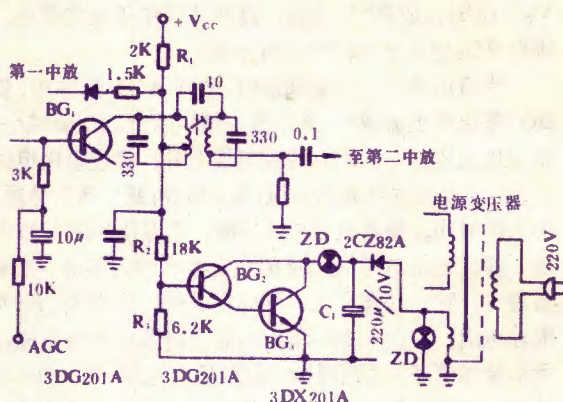 + Vcc
2K R₁
第一中放
1.5K
BG₁
40
330
330
0.1
至第二中放
3K
10μ
10K
AGC
R₂ 18K
R₃ 6.2K
BG₂
BG₃
ZD 2CZ82A
C₁ 220μ/10V
ZD
电源变压器
220V
3DG201A 3DG201A
3DX201A